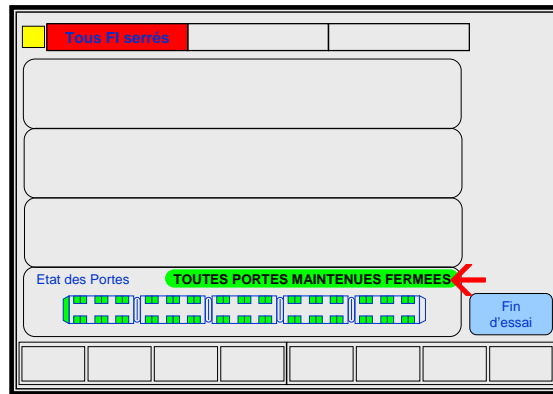 Tous FI serrés
Etat des Portes TOUTES PORTES MAINTENUES FERMEES
Fin
d'essai